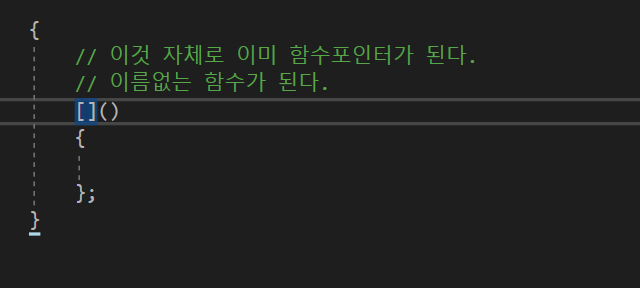 {
// 이것 자체로 이미 함수포인터가 된다.
// 이름없는 함수가 된다.
[]()
{
};
}